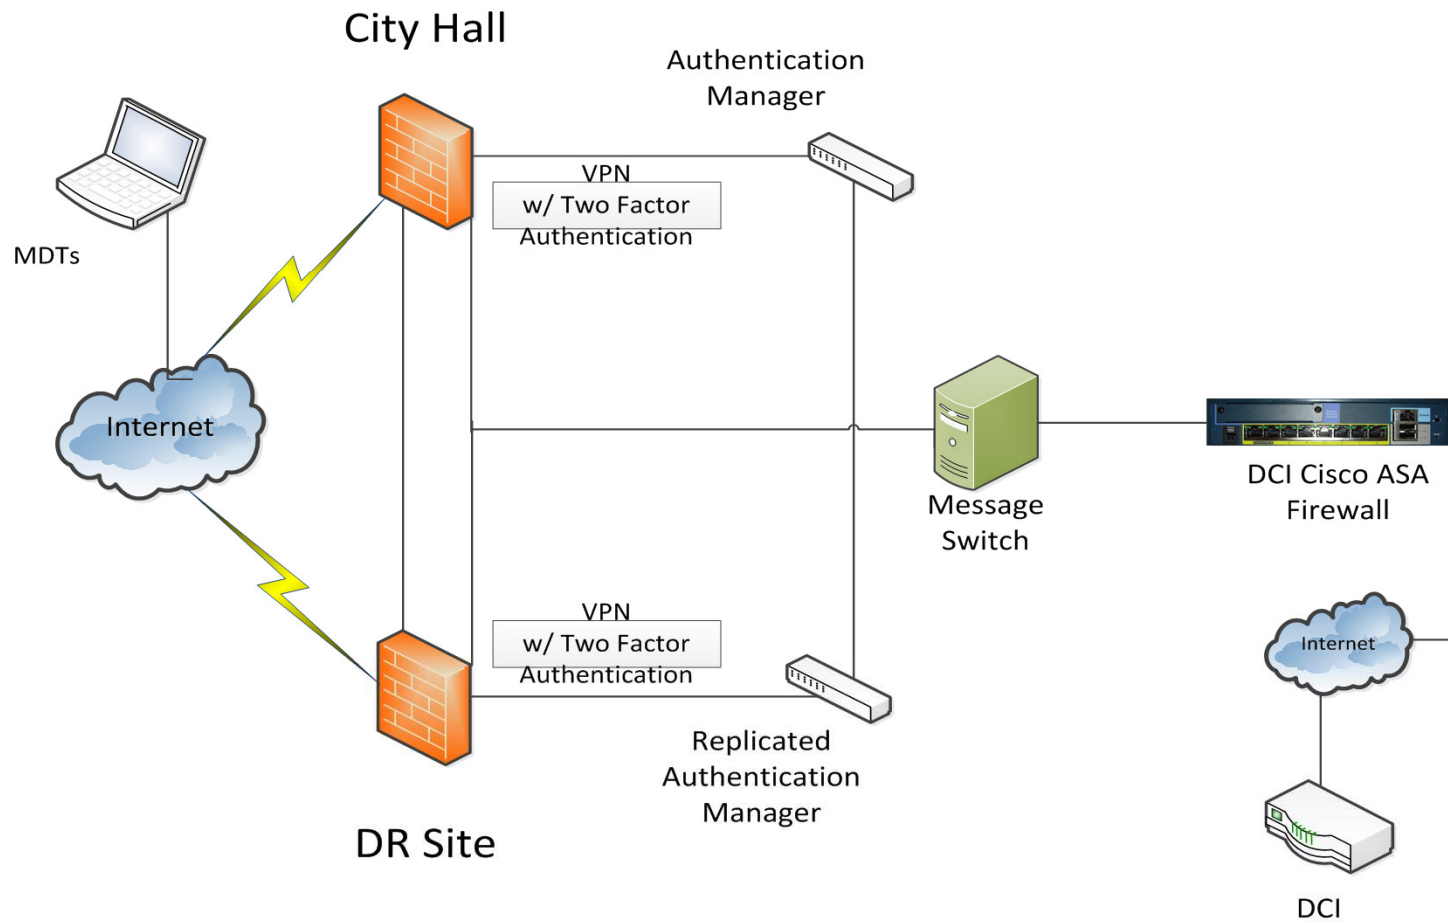 City Hall
Authentication
Manager
VPN
w/ Two Factor
Authentication
MDTs
Internet
Message
Switch
DCI Cisco ASA
Firewall
VPN
w/ Two Factor
Authentication
Internet
Replicated
Authentication
Manager
DR Site
DCI